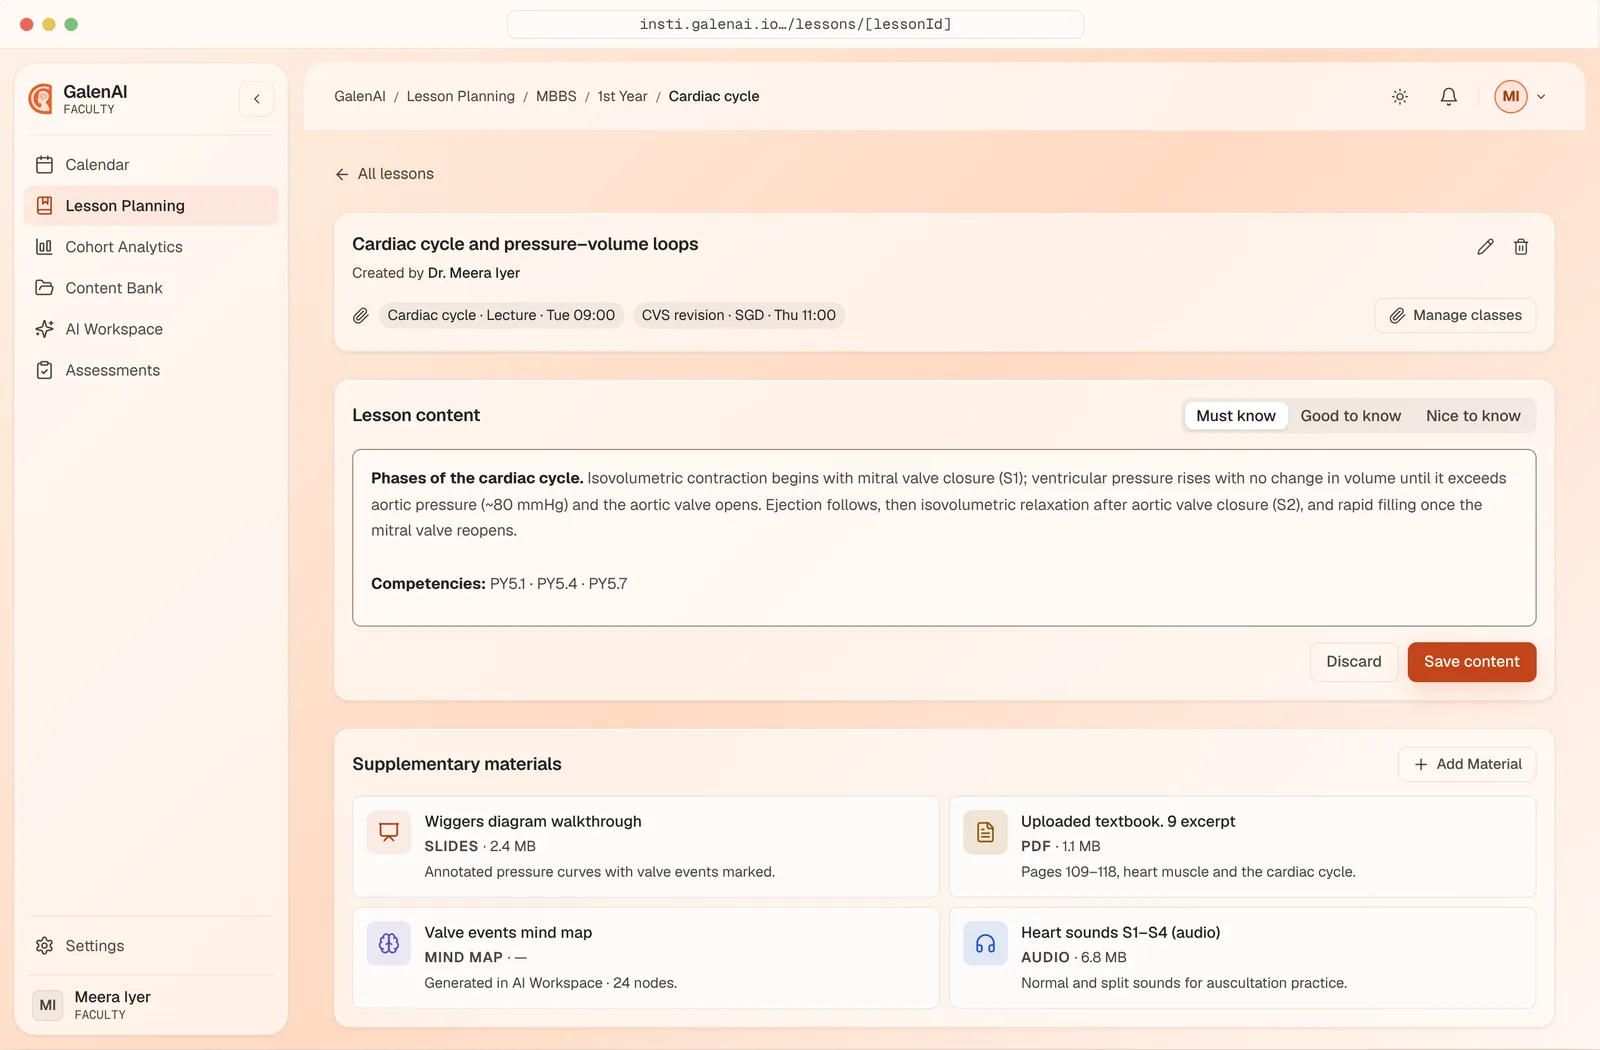 insti.galenai.io…/lessons/[lessonId]
GalenAI
FACULTY
Calendar
Lesson Planning
Cohort Analytics
Content Bank
AI Workspace
Assessments
Settings
MI
Meera Iyer
FACULTY
GalenAI / Lesson Planning / MBBS / 1st Year / Cardiac cycle
MI
All lessons
Cardiac cycle and pressure–volume loops
Created by Dr. Meera Iyer
Cardiac cycle · Lecture · Tue 09:00
CVS revision · SGD · Thu 11:00
Manage classes
Lesson content
Must know
Good to know
Nice to know
Phases of the cardiac cycle. Isovolumetric contraction begins with mitral valve closure (S1); ventricular pressure rises with no change in volume until it exceeds
aortic pressure (~80 mmHg) and the aortic valve opens. Ejection follows, then isovolumetric relaxation after aortic valve closure (S2), and rapid filling once the
mitral valve reopens.
Competencies: PY5.1 · PY5.4 · PY5.7
Discard
Save content
Supplementary materials
Add Material
Wiggers diagram walkthrough
SLIDES · 2.4 MB
Annotated pressure curves with valve events marked.
Uploaded textbook. 9 excerpt
PDF · 1.1 MB
Pages 109–118, heart muscle and the cardiac cycle.
Valve events mind map
MIND MAP · —
Generated in AI Workspace · 24 nodes.
Heart sounds S1–S4 (audio)
AUDIO · 6.8 MB
Normal and split sounds for auscultation practice.